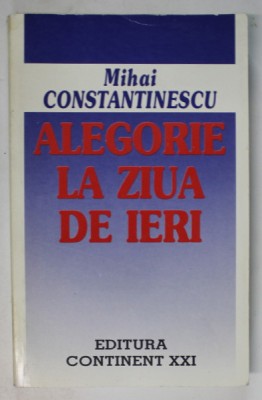 Mihai
CONSTANTINESCU
ALEGORIE
LA ZIUA
DE IERI
EDITURA
CONTINENT XXI